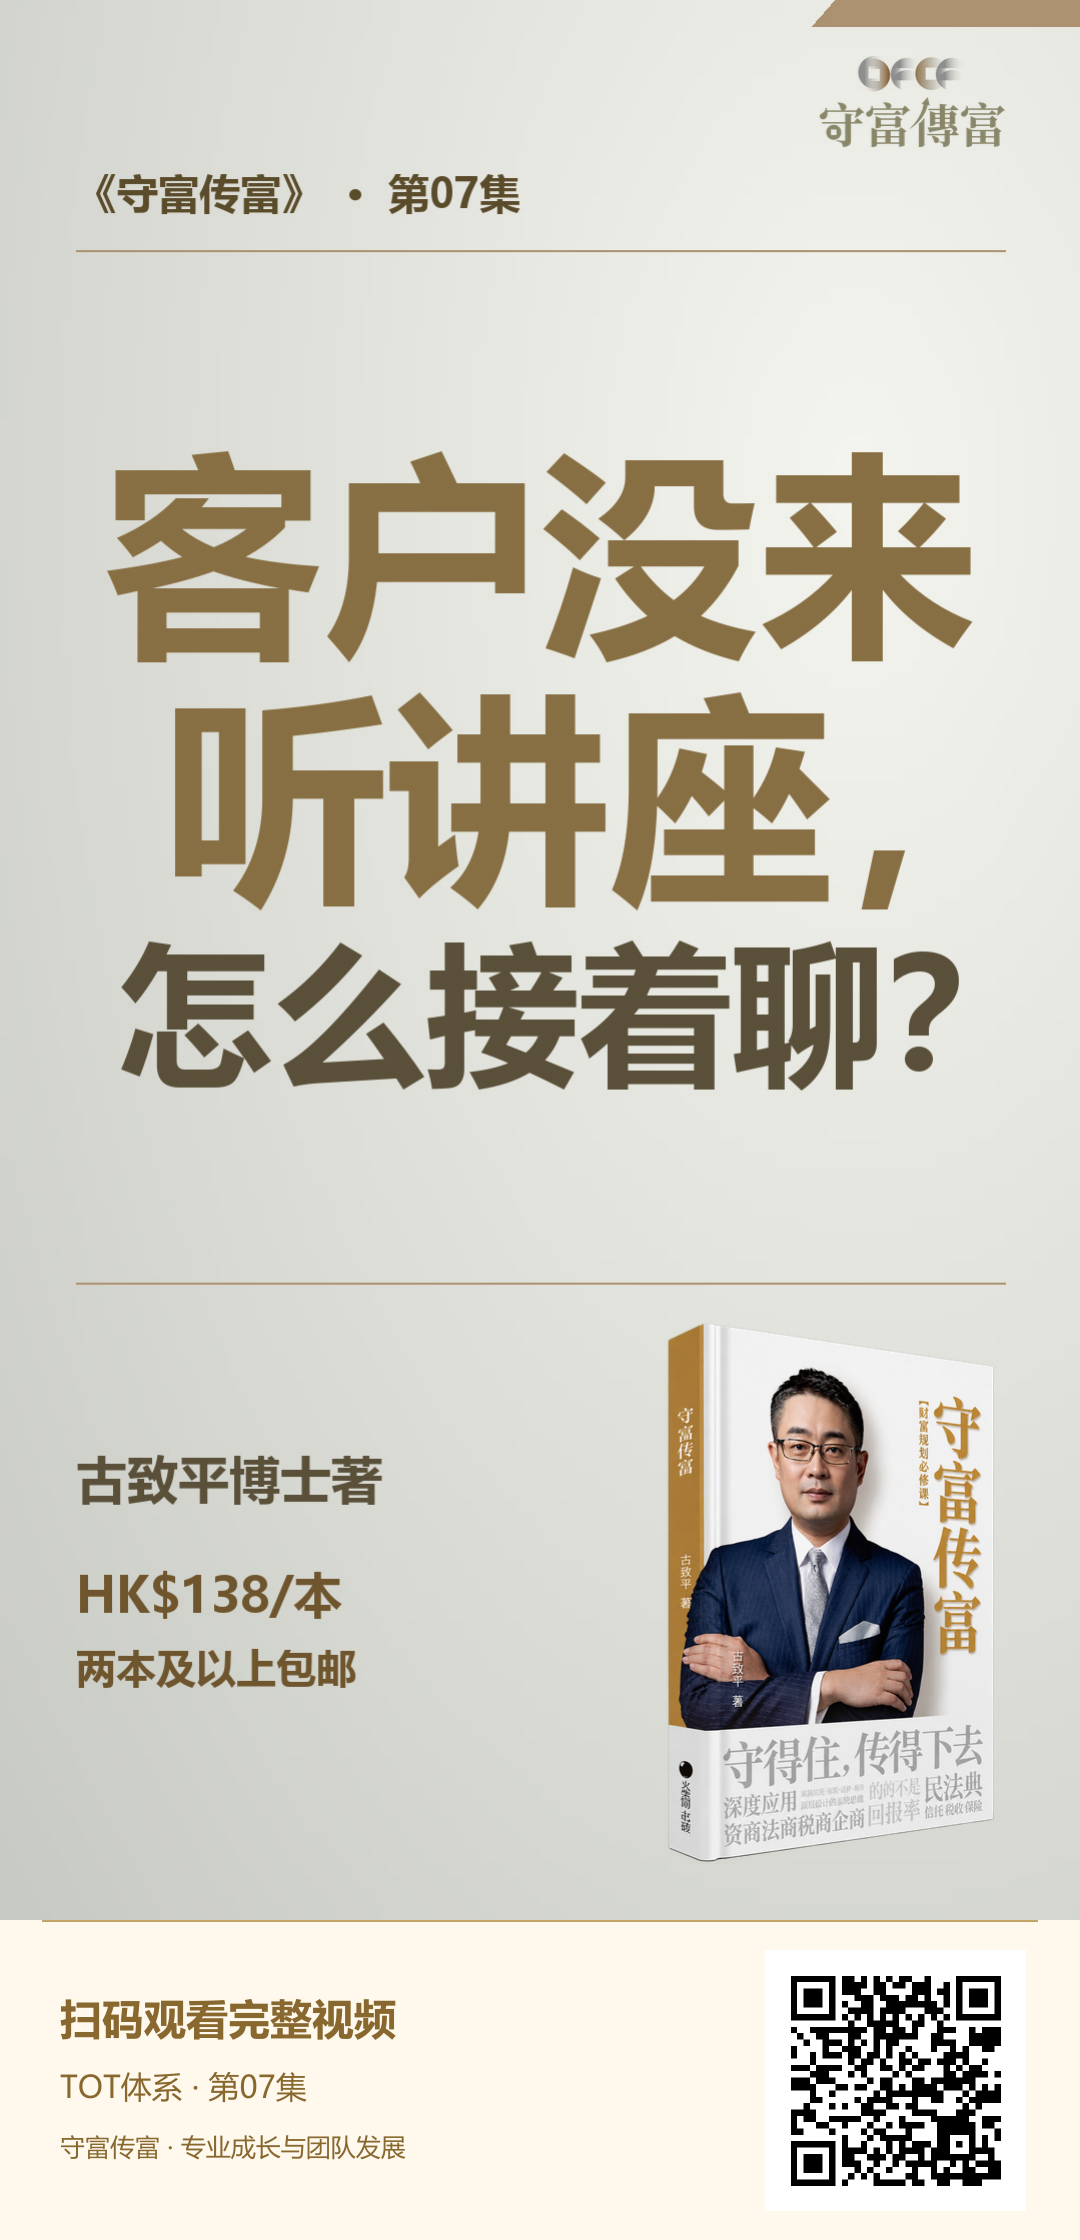 OFCF
守富傳富
《守富传富》 · 第07集
客户没来
听讲座，
怎么接着聊？
古致平博士著
HK$138/本
两本及以上包邮
守富传富
古致平 著
守富传富
【财富规划必修课】
古致平 著
守得住，传得下去
深度应用
的的不是
民法典
资商法商税商企商
回报率
信托 税收 保险
扫码观看完整视频
TOT体系 · 第07集
守富传富 · 专业成长与团队发展